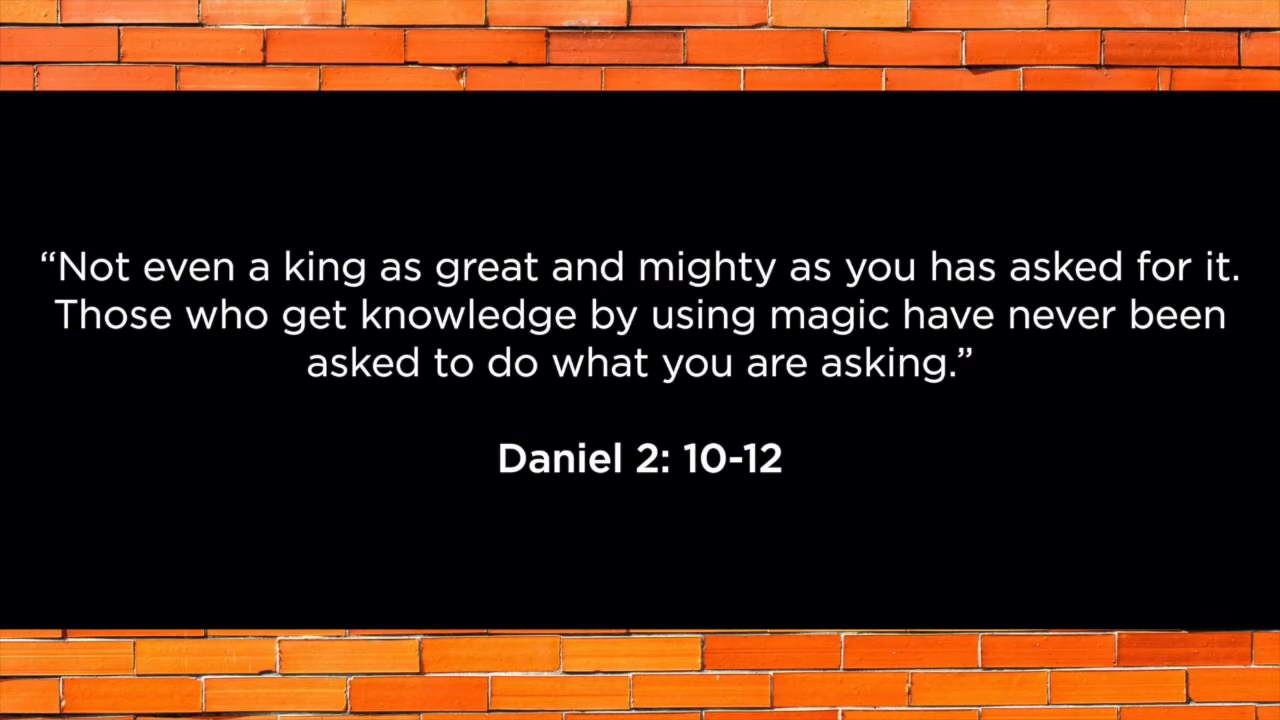 “Not even a king as great and mighty as you has asked for it.
Those who get knowledge by using magic have never been
asked to do what you are asking.”
Daniel 2: 10-12